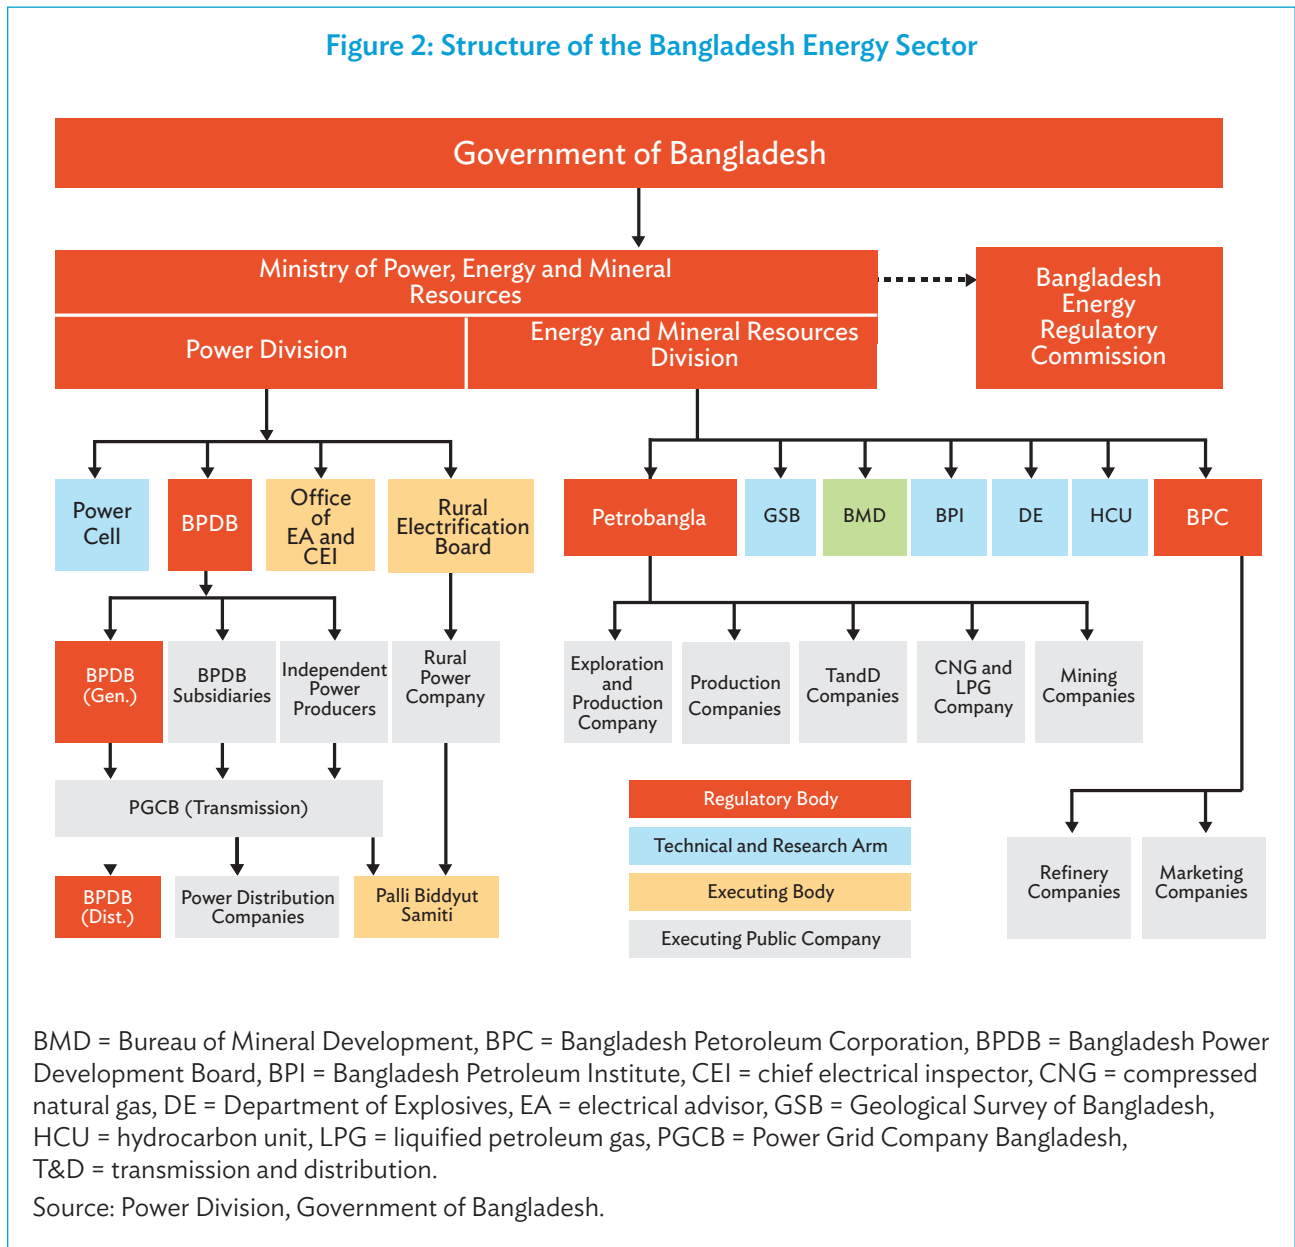 Figure 2: Structure of the Bangladesh Energy Sector
Government of Bangladesh
Ministry of Power, Energy and Mineral
Resources
Bangladesh
Energy
Regulatory
Commission
Power Division
Energy and Mineral Resources
Division
Power
Cell
BPDB
Office
of
EA and
CEI
Rural
Electrification
Board
Petrobangla
GSB
BMD
BPI
DE
HCU
BPC
BPDB
(Gen.)
BPDB
Subsidiaries
Independent
Power
Producers
Rural
Power
Company
Exploration
and
Production
Company
Production
Companies
TandD
Companies
CNG and
LPG
Company
Mining
Companies
PGCB (Transmission)
BPDB
(Dist.)
Power Distribution
Companies
Palli Biddyut
Samiti
Regulatory Body
Technical and Research Arm
Executing Body
Executing Public Company
Refinery
Companies
Marketing
Companies
BMD = Bureau of Mineral Development, BPC = Bangladesh Petoroleum Corporation, BPDB = Bangladesh Power
Development Board, BPI = Bangladesh Petroleum Institute, CEI = chief electrical inspector, CNG = compressed
natural gas, DE = Department of Explosives, EA = electrical advisor, GSB = Geological Survey of Bangladesh,
HCU = hydrocarbon unit, LPG = liquified petroleum gas, PGCB = Power Grid Company Bangladesh,
T&D = transmission and distribution.
Source: Power Division, Government of Bangladesh.